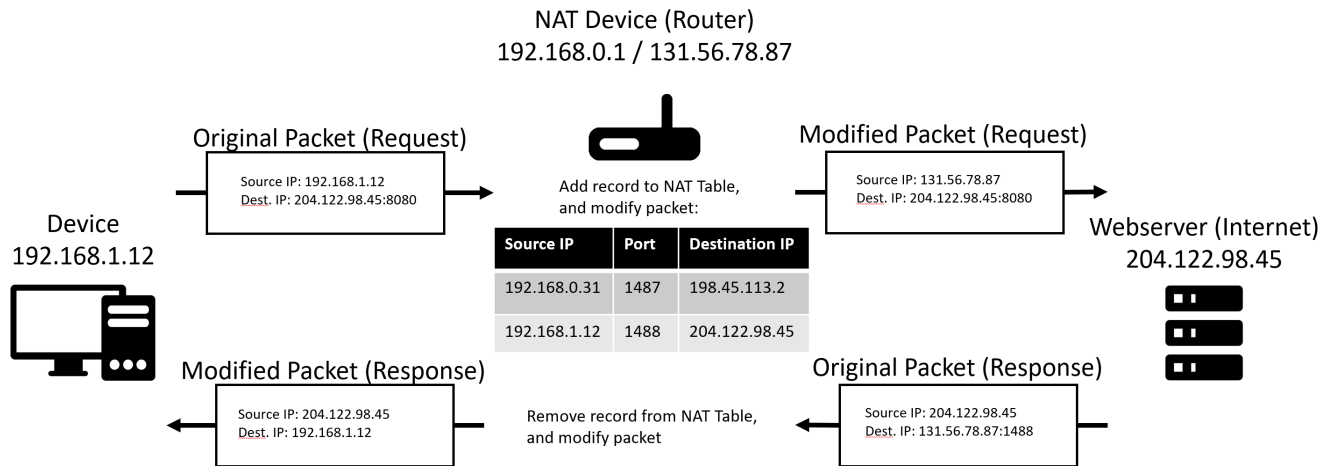 NAT Device (Router)
192.168.0.1 / 131.56.78.87
Original Packet (Request)
Source IP: 192.168.1.12
Dest. IP: 204.122.98.45:8080
Add record to NAT Table,
and modify packet:
Modified Packet (Request)
Source IP: 131.56.78.87
Dest. IP: 204.122.98.45:8080
Device
192.168.1.12
Source IP Port Destination IP
192.168.0.31 1487 198.45.113.2
192.168.1.12 1488 204.122.98.45
Webserver (Internet)
204.122.98.45
Modified Packet (Response)
Source IP: 204.122.98.45
Dest. IP: 192.168.1.12
Remove record from NAT Table,
and modify packet
Original Packet (Response)
Source IP: 204.122.98.45
Dest. IP: 131.56.78.87:1488